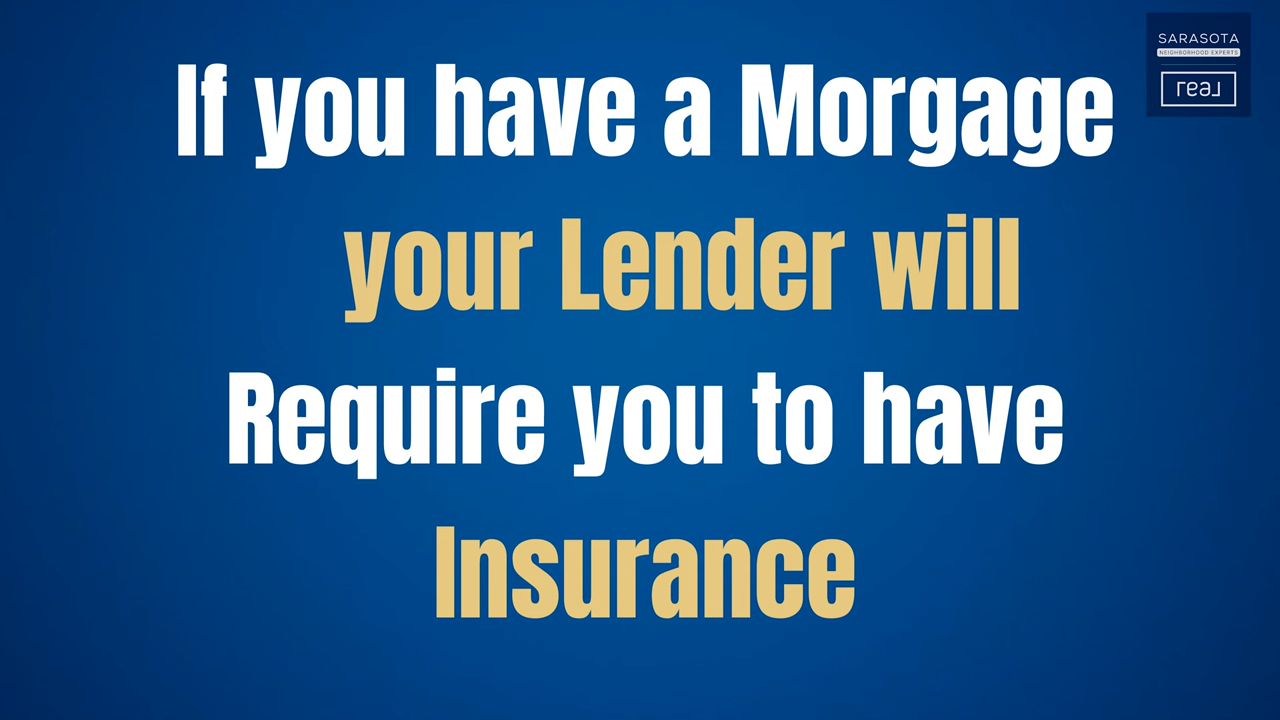 SARASOTA
NEIGHBORHOOD EXPERTS
real
If you have a Morgage
your Lender will
Require you to have
Insurance